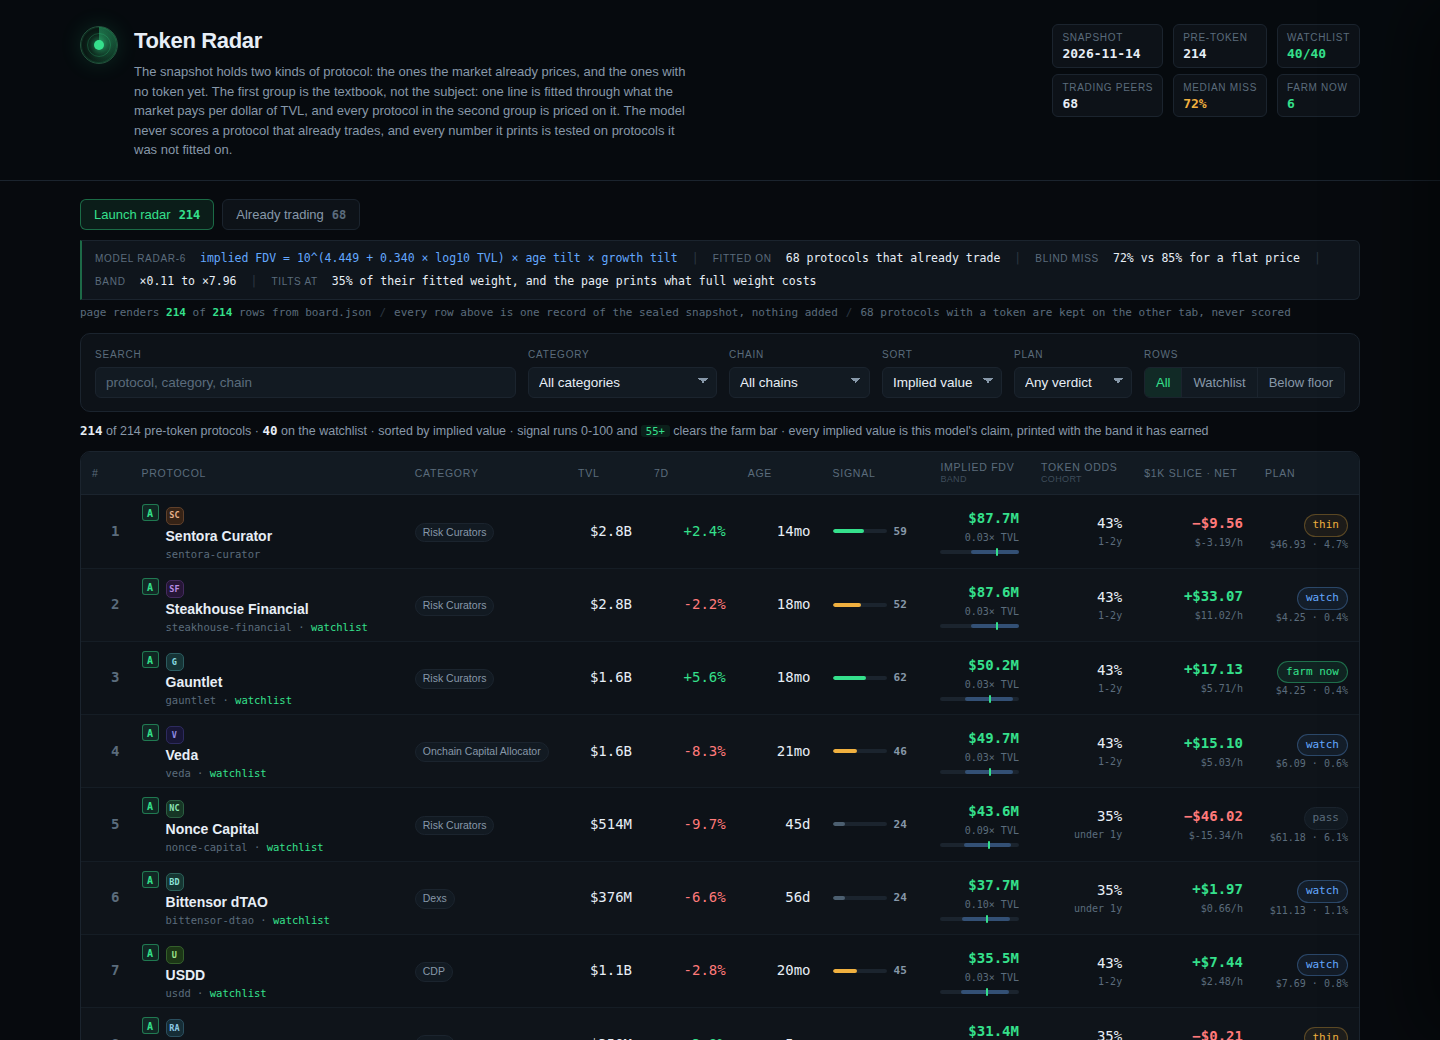 Token Radar
The snapshot holds two kinds of protocol: the ones the market already prices, and the ones with
no token yet. The first group is the textbook, not the subject: one line is fitted through what the
market pays per dollar of TVL, and every protocol in the second group is priced on it. The model
never scores a protocol that already trades, and every number it prints is tested on protocols it
was not fitted on.
SNAPSHOT PRE-TOKEN WATCHLIST
2026-11-14 214 40/40
TRADING PEERS MEDIAN MISS FARM NOW
68 72% 6
Launch radar 214 Already trading 68
MODEL RADAR-6 implied FDV = 10^(4.449 + 0.340 × log10 TVL) × age tilt × growth tilt | FITTED ON 68 protocols that already trade | BLIND MISS 72% vs 85% for a flat price |
BAND ×0.11 to ×7.96 | TILTS AT 35% of their fitted weight, and the page prints what full weight costs
page renders 214 of 214 rows from board.json / every row above is one record of the sealed snapshot, nothing added / 68 protocols with a token are kept on the other tab, never scored
SEARCH CATEGORY CHAIN SORT PLAN ROWS
protocol, category, chain All categories All chains Implied value Any verdict All Watchlist Below floor
214 of 214 pre-token protocols · 40 on the watchlist · sorted by implied value · signal runs 0-100 and 55+ clears the farm bar · every implied value is this model's claim, printed with the band it has earned
# PROTOCOL CATEGORY TVL 7D AGE SIGNAL IMPLIED FDV TOKEN ODDS $1K SLICE · NET PLAN
BAND COHORT
A SC
1 Sentora Curator Risk Curators $2.8B +2.4% 14mo 59 $87.7M 43% −$9.56 thin
sentora-curator 0.03× TVL 1-2y $-3.19/h $46.93 · 4.7%
A SF
2 Steakhouse Financial Risk Curators $2.8B -2.2% 18mo 52 $87.6M 43% +$33.07 watch
steakhouse-financial · watchlist 0.03× TVL 1-2y $11.02/h $4.25 · 0.4%
A G
3 Gauntlet Risk Curators $1.6B +5.6% 18mo 62 $50.2M 43% +$17.13 farm now
gauntlet · watchlist 0.03× TVL 1-2y $5.71/h $4.25 · 0.4%
A V
4 Veda Onchain Capital Allocator $1.6B -8.3% 21mo 46 $49.7M 43% +$15.10 watch
veda · watchlist 0.03× TVL 1-2y $5.03/h $6.09 · 0.6%
A NC
5 Nonce Capital Risk Curators $514M -9.7% 45d 24 $43.6M 35% −$46.02 pass
nonce-capital · watchlist 0.09× TVL under 1y $-15.34/h $61.18 · 6.1%
A BD
6 Bittensor dTAO Dexs $376M -6.6% 56d 24 $37.7M 35% +$1.97 watch
bittensor-dtao · watchlist 0.10× TVL under 1y $0.66/h $11.13 · 1.1%
A U
7 USDD CDP $1.1B -2.8% 20mo 45 $35.5M 43% +$7.44 watch
usdd · watchlist 0.03× TVL 1-2y $2.48/h $7.69 · 0.8%
A RA
$31.4M 35% −$0.21 thin